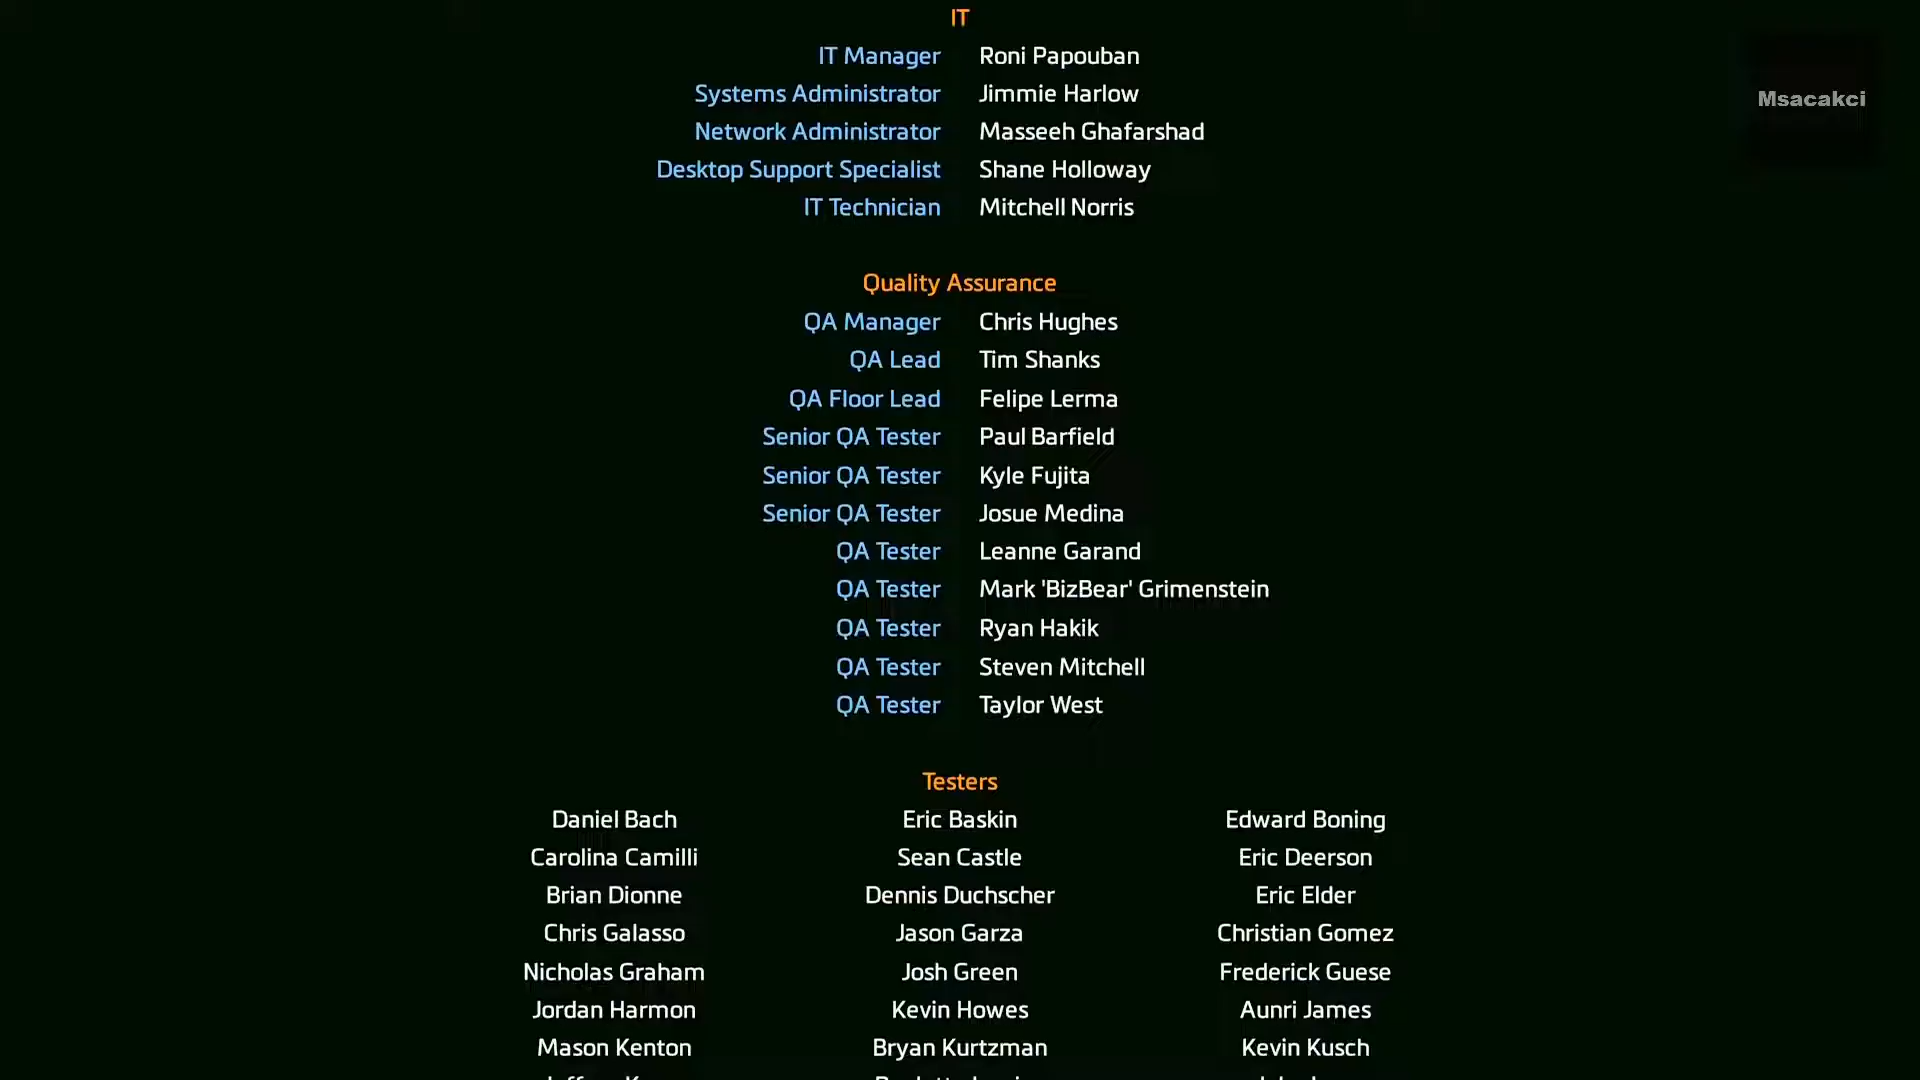 IT
IT Manager Roni Papouban
Systems Administrator Jimmie Harlow
Msacakci
Network Administrator Masseeh Ghafarshad
Desktop Support Specialist Shane Holloway
IT Technician Mitchell Norris
Quality Assurance
QA Manager Chris Hughes
QA Lead Tim Shanks
QA Floor Lead Felipe Lerma
Senior QA Tester Paul Barfield
Senior QA Tester Kyle Fujita
Senior QA Tester Josue Medina
QA Tester Leanne Garand
QA Tester Mark 'BizBear' Grimenstein
QA Tester Ryan Hakik
QA Tester Steven Mitchell
QA Tester Taylor West
Testers
Daniel Bach Eric Baskin Edward Boning
Carolina Camilli Sean Castle Eric Deerson
Brian Dionne Dennis Duchscher Eric Elder
Chris Galasso Jason Garza Christian Gomez
Nicholas Graham Josh Green Frederick Guese
Jordan Harmon Kevin Howes Aunri James
Mason Kenton Bryan Kurtzman Kevin Kusch